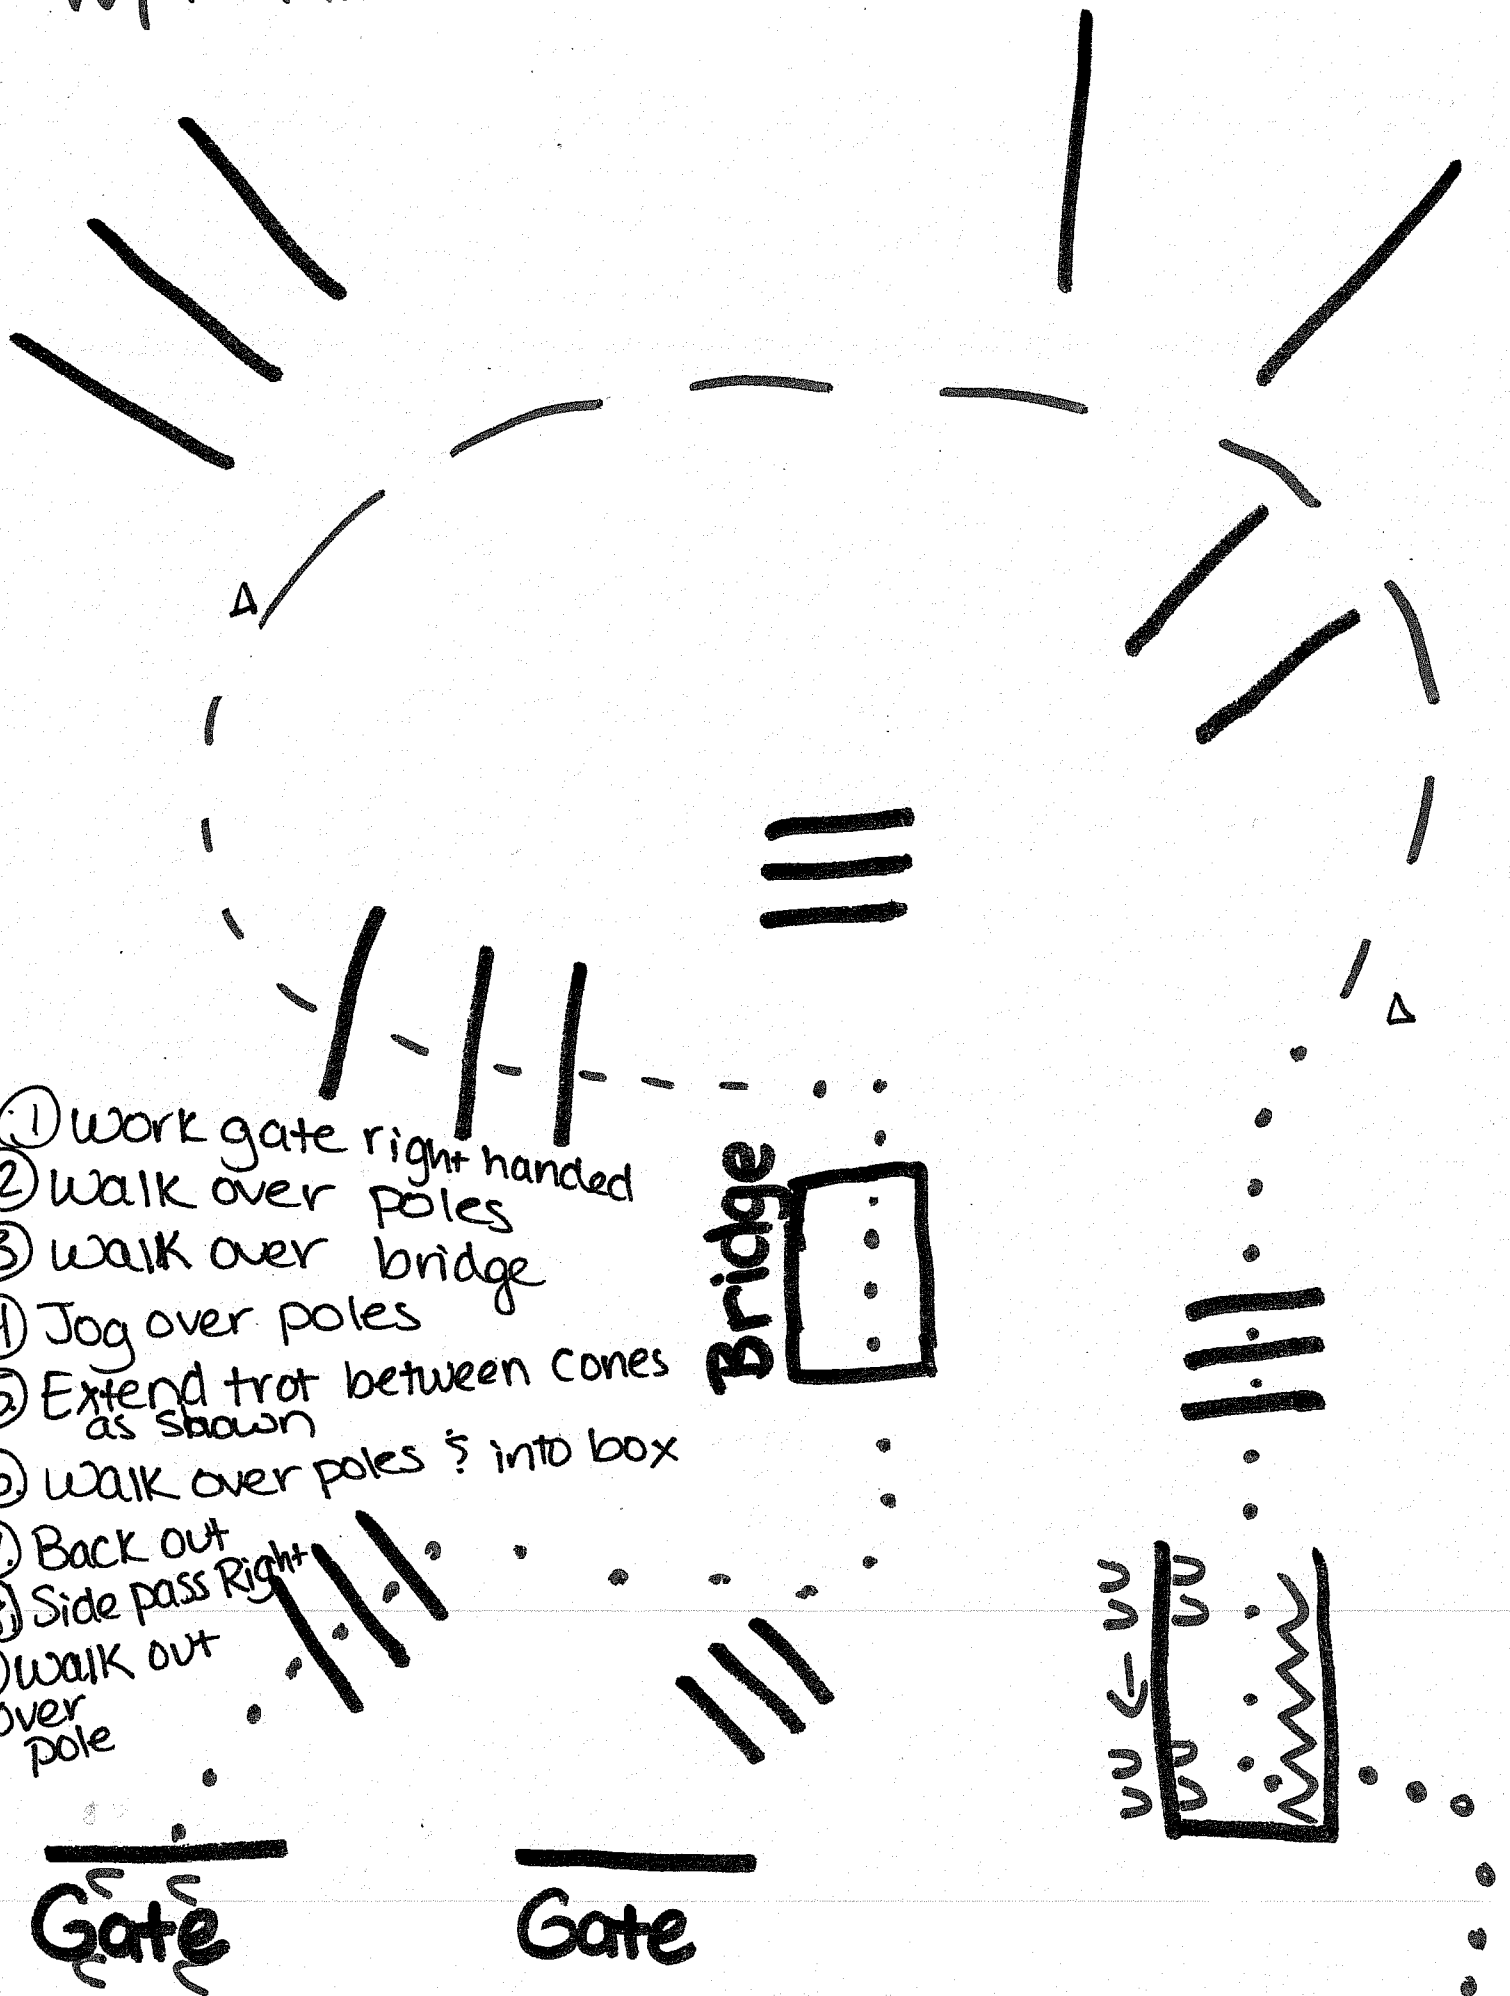 ① Work gate right handed
② Walk over poles
③ Walk over bridge
④ Jog over poles
⑤ Extend trot between cones
as shown
⑥. Walk over poles & into box
⑦. Back out
Side pass Right
Walk out
over
pole
Bridge
Gate
Gate